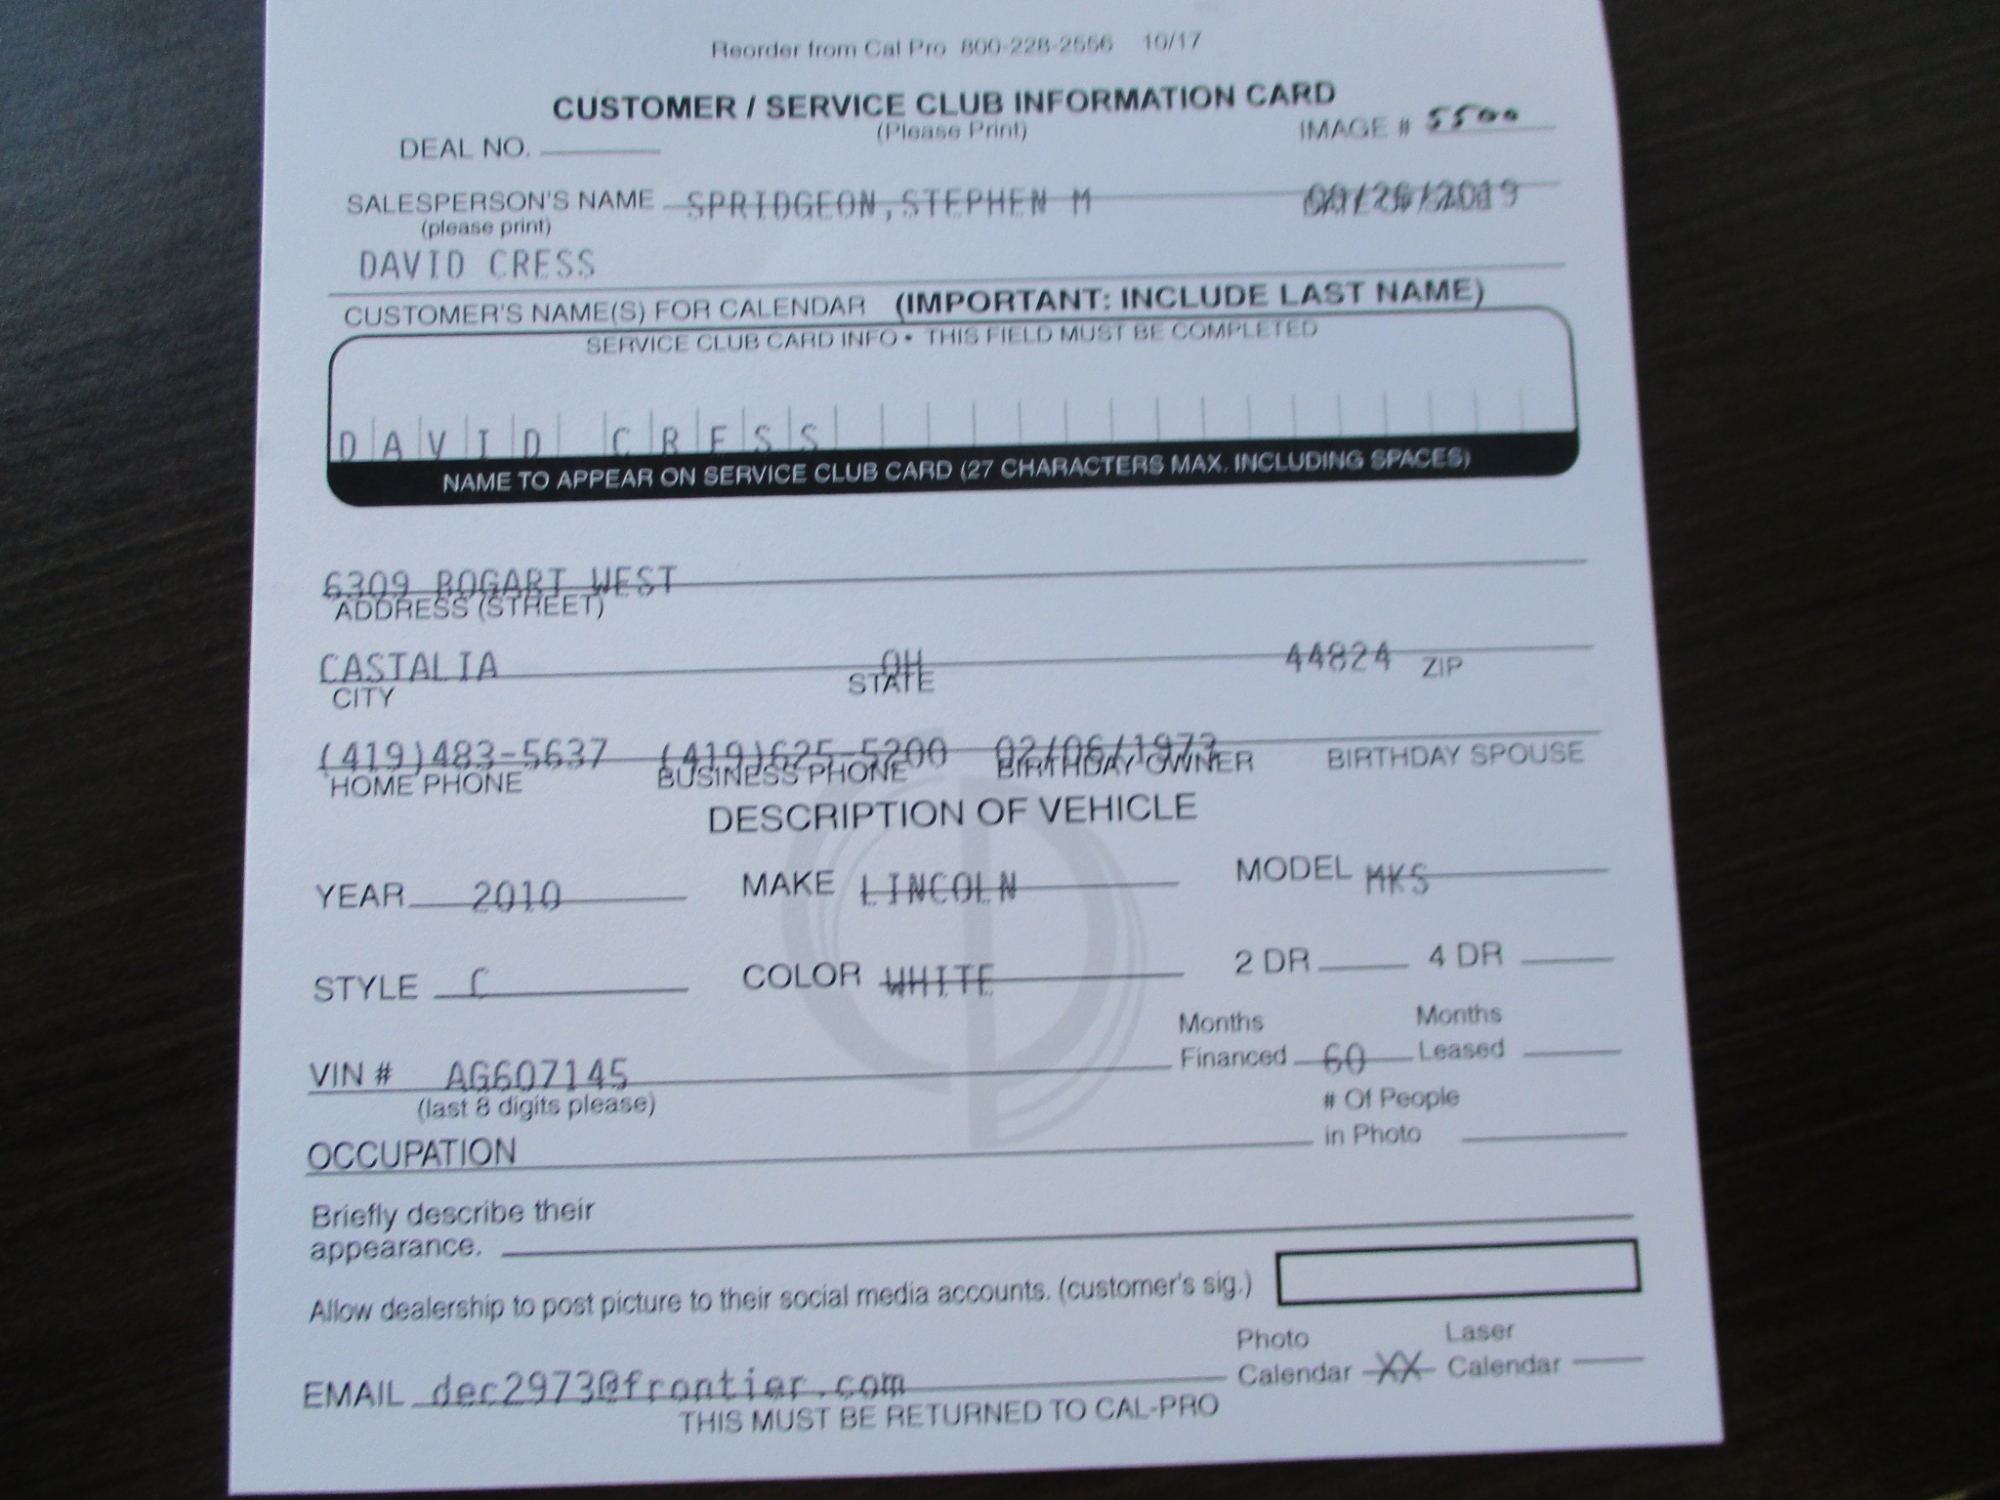 Reorder from Cal Pro 800-228-2556 10/17
CUSTOMER / SERVICE CLUB INFORMATION CARD
(Please Print)
DEAL NO.
IMAGE # 5500
SALESPERSON'S NAME SPRIDGEON,STEPHEN M
(please print)
DAVID CRESS
CUSTOMER'S NAME(S) FOR CALENDAR (IMPORTANT: INCLUDE LAST NAME)
SERVICE CLUB CARD INFO • THIS FIELD MUST BE COMPLETED
DAVID CRESS
NAME TO APPEAR ON SERVICE CLUB CARD (27 CHARACTERS MAX. INCLUDING SPACES)
6309 BOGART WEST
ADDRESS (STREET)
CASTALIA OH 44824 ZIP
CITY STATE
(419)483-5637 (419)625-5200 02/06/1973
HOME PHONE BUSINESS PHONE BIRTHDAY OWNER BIRTHDAY SPOUSE
DESCRIPTION OF VEHICLE
YEAR 2010 MAKE LINCOLN MODEL MKS
STYLE C COLOR WHITE 2 DR 4 DR
Months Months
VIN # AG607145 Financed 60 Leased
(last 8 digits please) # Of People
OCCUPATION in Photo
Briefly describe their
appearance.
Allow dealership to post picture to their social media accounts. (customer's sig.)
Photo Laser
EMAIL dec2973@frontier.com Calendar XX Calendar
THIS MUST BE RETURNED TO CAL-PRO